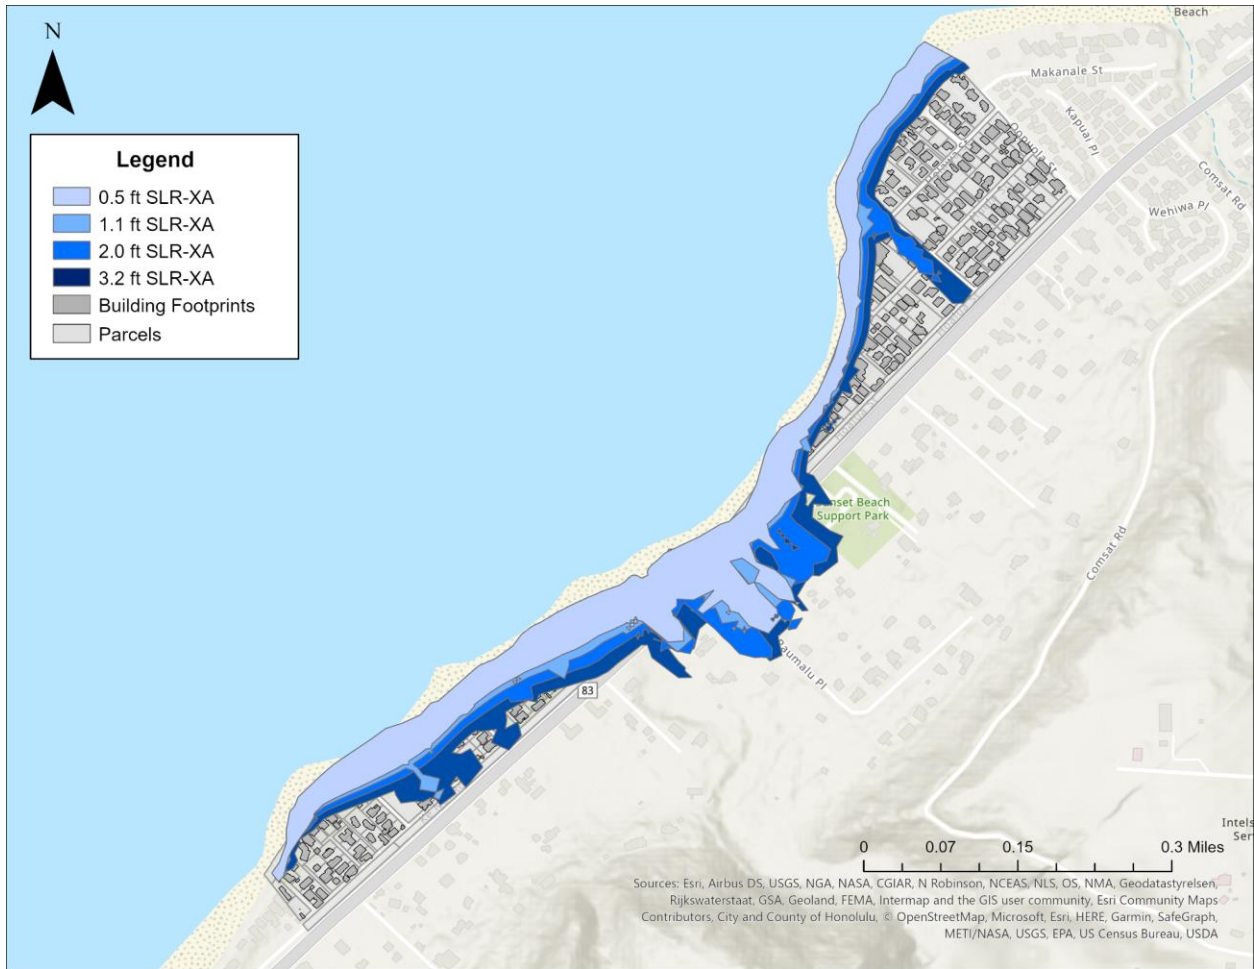 N
Legend
0.5 ft SLR-XA
1.1 ft SLR-XA
2.0 ft SLR-XA
3.2 ft SLR-XA
Building Footprints
Parcels
Beach
Makanale St
Kapuai Pl
Comsat Rd
Wehiwa Pl
Sunset Beach
Support Park
Comsat Rd
Paumalu Pl
83
Intels
Ser
0 0.07 0.15 0.3 Miles
Sources: Esri, Airbus DS, USGS, NGA, NASA, CGIAR, N Robinson, NCEAS, NLS, OS, NMA, Geodatastyrelsen,
Rijkswaterstaat, GSA, Geoland, FEMA, Intermap and the GIS user community, Esri Community Maps
Contributors, City and County of Honolulu, © OpenStreetMap, Microsoft, Esri, HERE, Garmin, SafeGraph,
METI/NASA, USGS, EPA, US Census Bureau, USDA